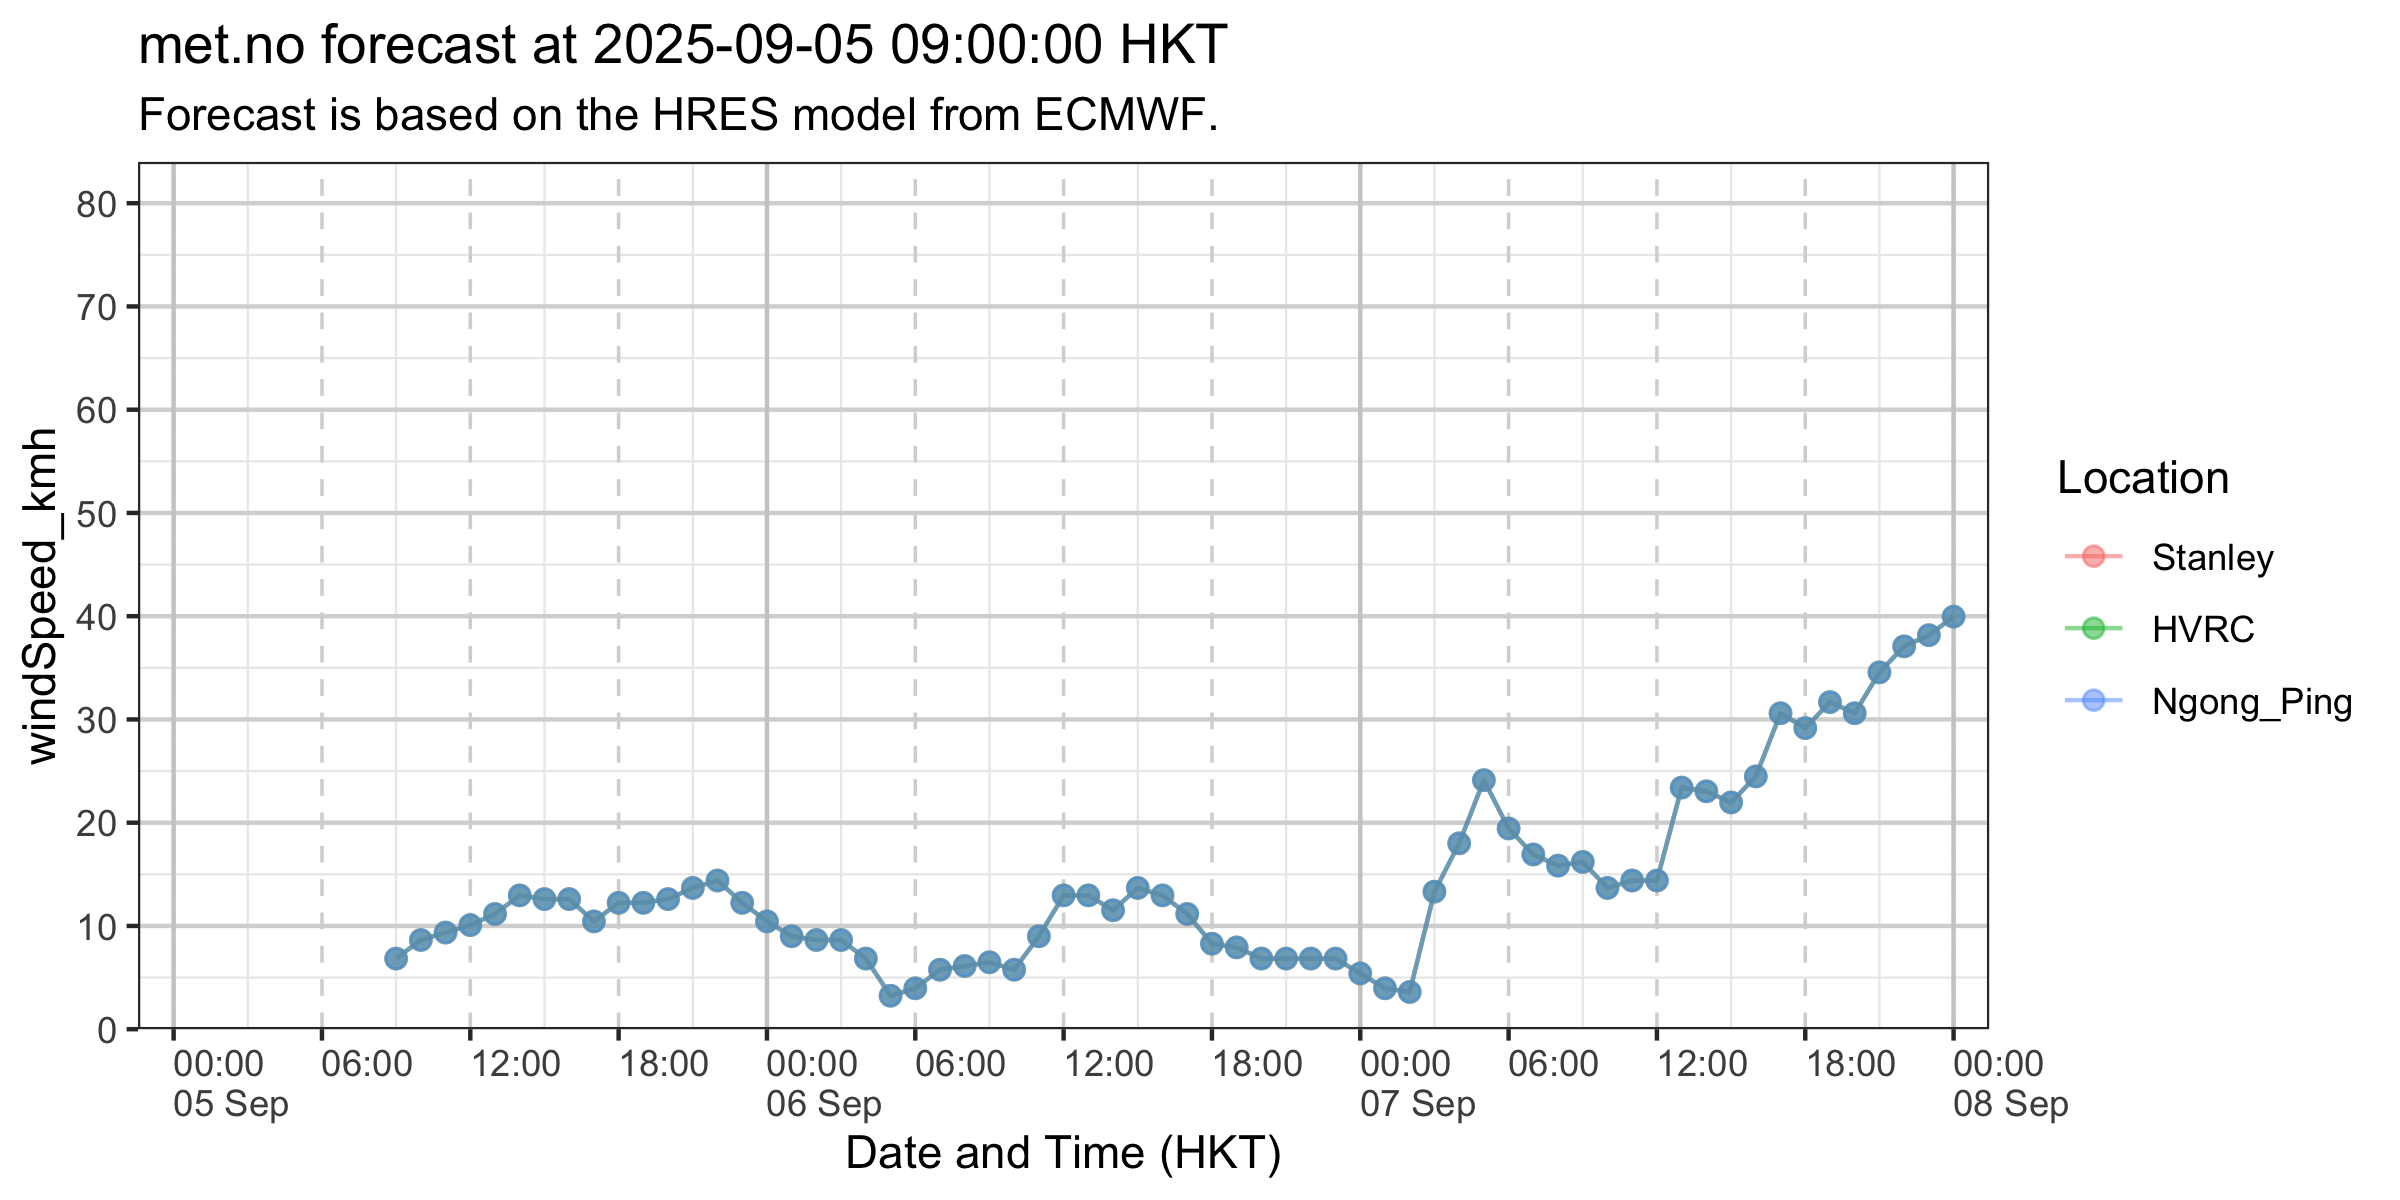 met.no forecast at 2025-09-05 09:00:00 HKT
Forecast is based on the HRES model from ECMWF.
windSpeed_kmh
80
70
60
50
40
30
20
10
0
00:00 06:00 12:00 18:00 00:00 06:00 12:00 18:00 00:00 06:00 12:00 18:00 00:00
05 Sep 06 Sep 07 Sep 08 Sep
Date and Time (HKT)
Location
Stanley
HVRC
Ngong_Ping